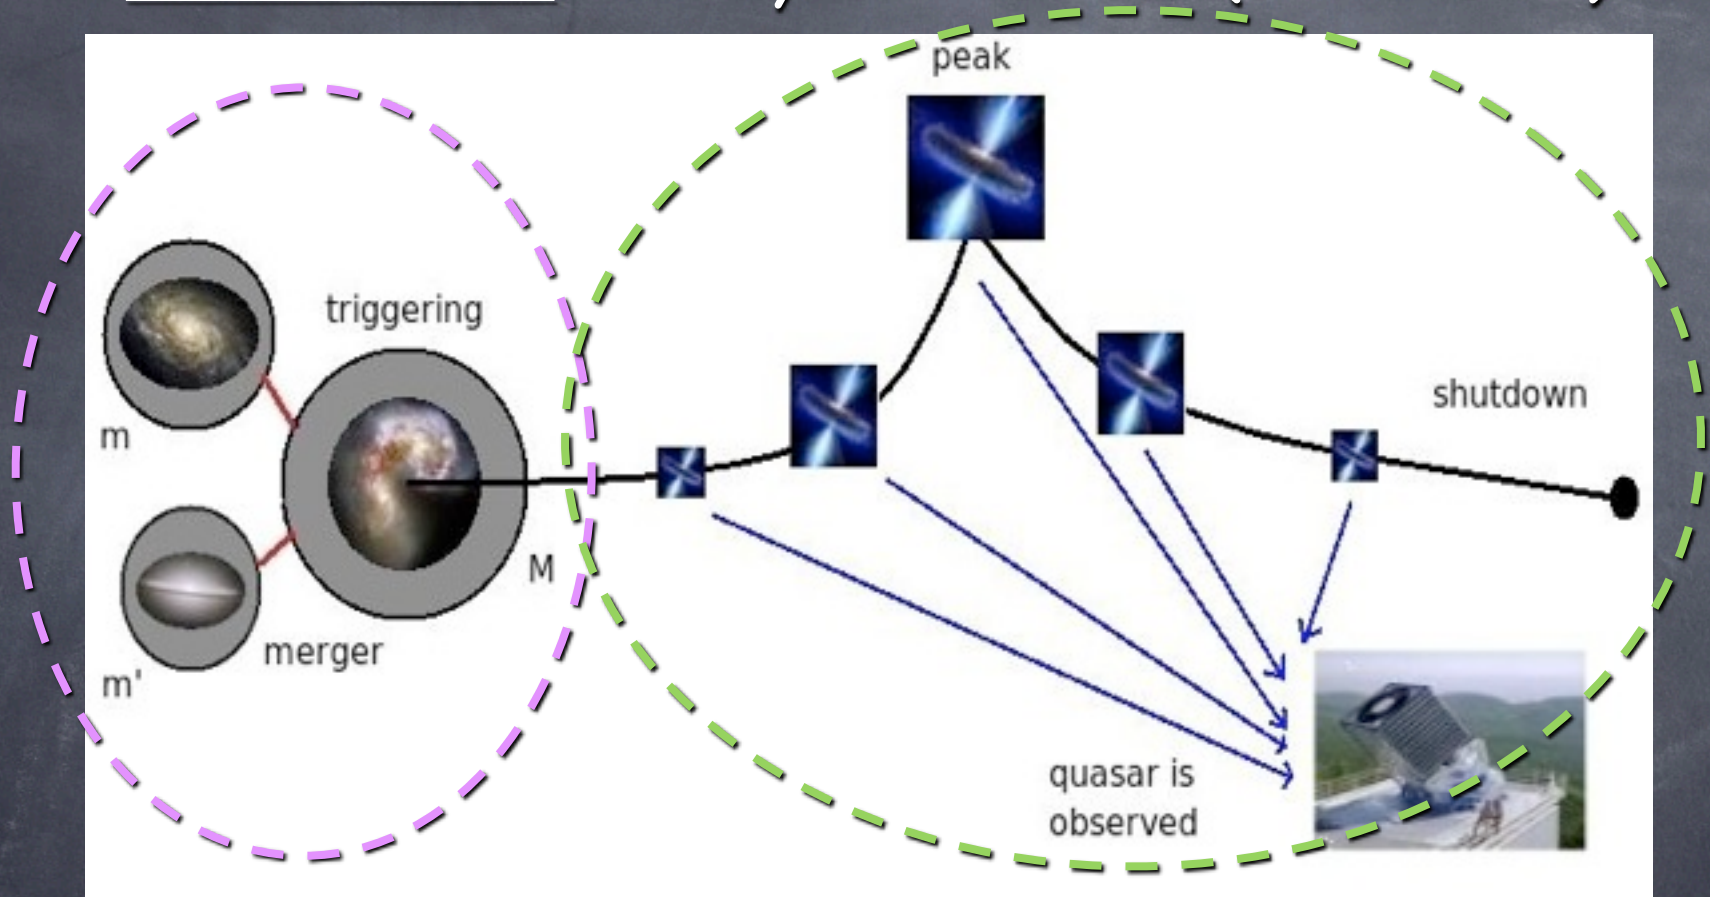 peak
triggering
shutdown
m
M
merger
m'
quasar is
observed